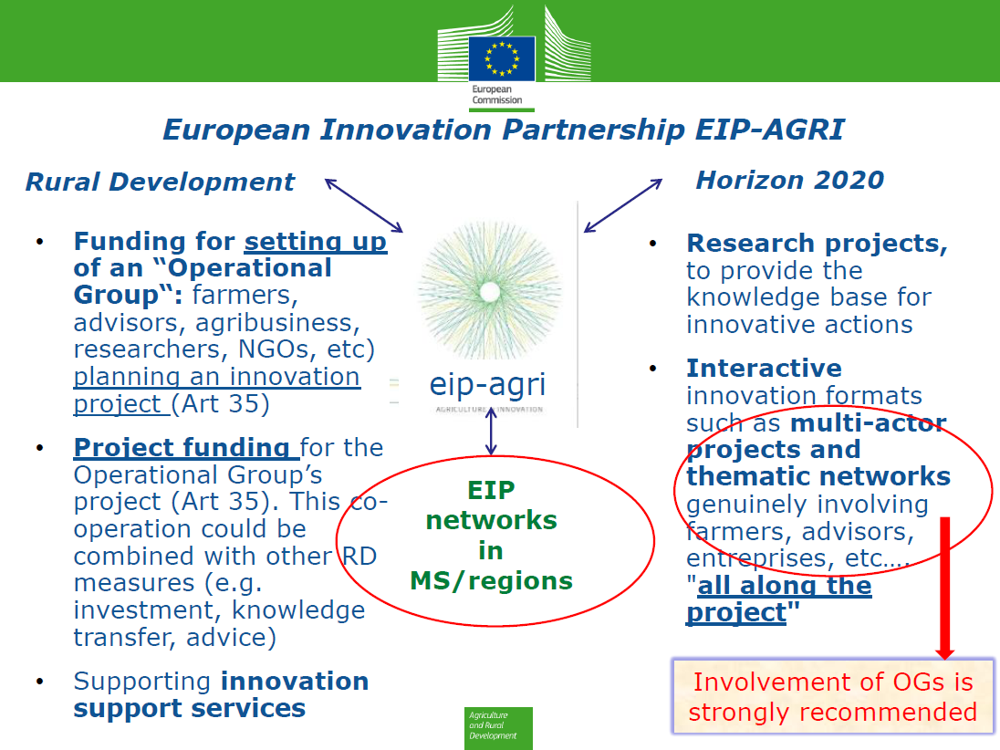 European
Commission
European Innovation Partnership EIP-AGRI
Rural Development
• Funding for setting up
of an “Operational
Group“: farmers,
advisors, agribusiness,
researchers, NGOs, etc)
planning an innovation
project (Art 35)
• Project funding for the
Operational Group’s
project (Art 35). This co-
operation could be
combined with other RD
measures (e.g.
investment, knowledge
transfer, advice)
• Supporting innovation
support services
eip-agri
AGRICULTURE & INNOVATION
EIP
networks
in
MS/regions
Horizon 2020
• Research projects,
to provide the
knowledge base for
innovative actions
• Interactive
innovation formats
such as multi-actor
projects and
thematic networks
genuinely involving
farmers, advisors,
entreprises, etc….
"all along the
project"
Involvement of OGs is
strongly recommended
Agriculture
and Rural
Development